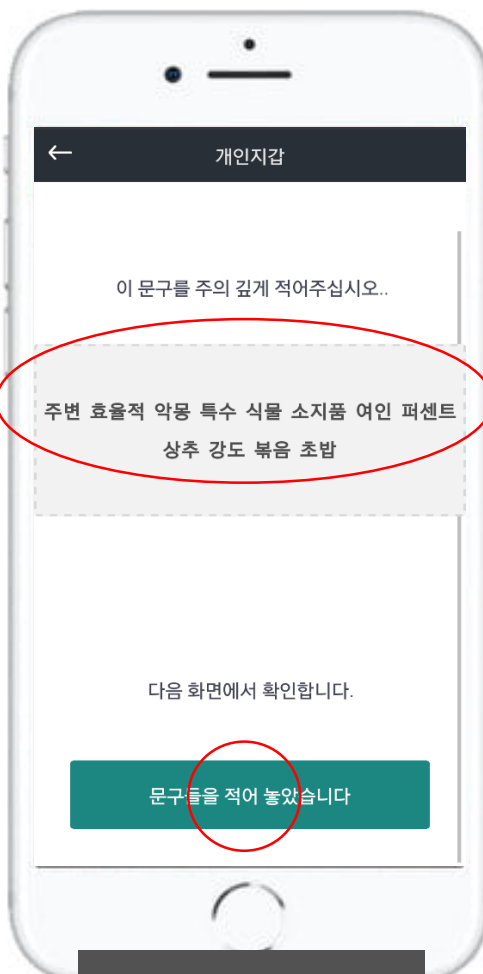 개인지갑
이 문구를 주의 깊게 적어주십시오..
주변 효율적 악몽 특수 식물 소지품 여인 퍼센트
상추 강도 볶음 초밥
다음 화면에서 확인합니다.
문구들을 적어 놓았습니다